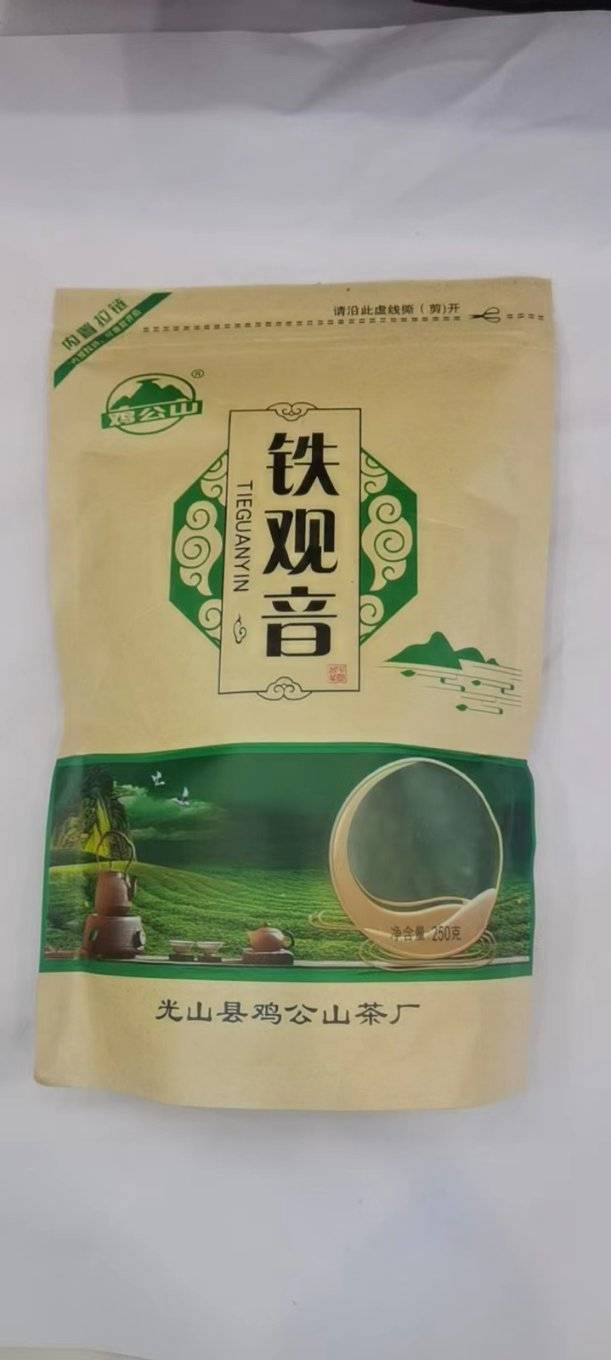 内置拉链
请沿此虚线撕（剪)开
鸡公山
®
铁观音
TIEGUANYIN
净含量:250克
光山县鸡公山茶厂